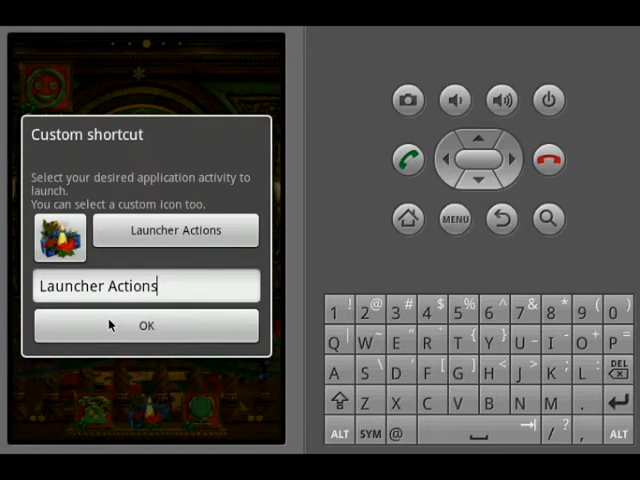 Custom shortcut
Select your desired application activity to
launch.
You can select a custom icon too.
Launcher Actions
Launcher Actions
OK
MENU
1 ! 2 @ 3 # 4 $ 5 % 6 ^ 7 & 8 * 9 ( 0 )
Q | W ~ E “ R ` T { Y } U _ I - O + P =
A S \ D ' F [ G ] H < J > K ; L : DEL
Z X C V B N M .
ALT SYM @ / ? , ALT